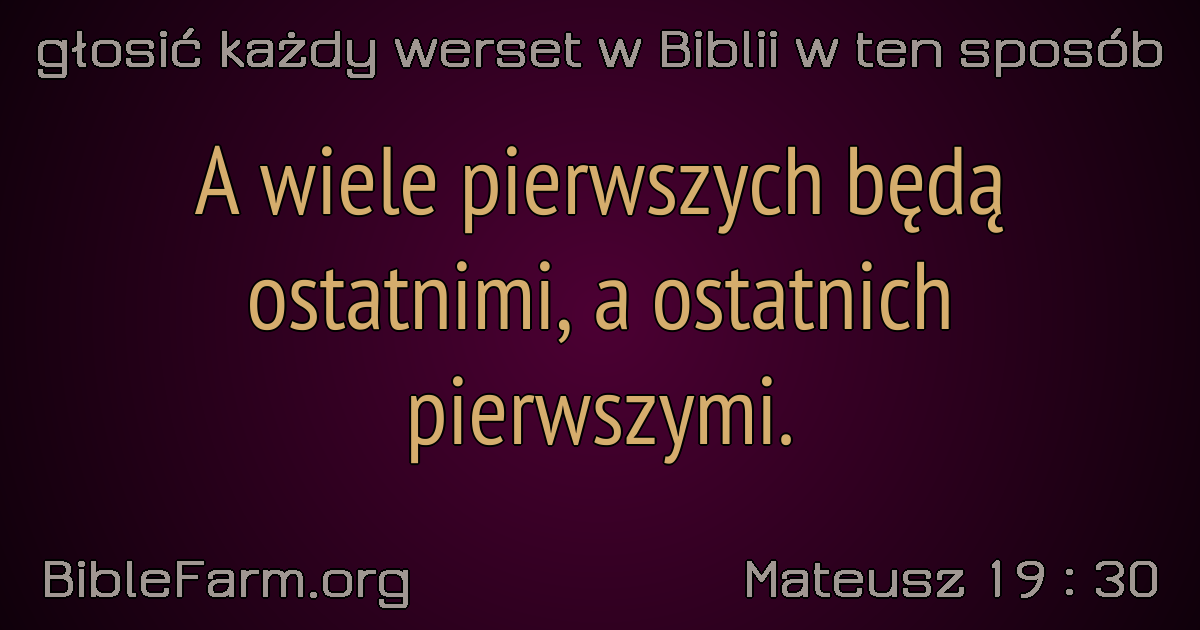 głosić każdy werset w Biblii w ten sposób
A wiele pierwszych będą
ostatnimi, a ostatnich
pierwszymi.
BibleFarm.org
Mateusz 19 : 30